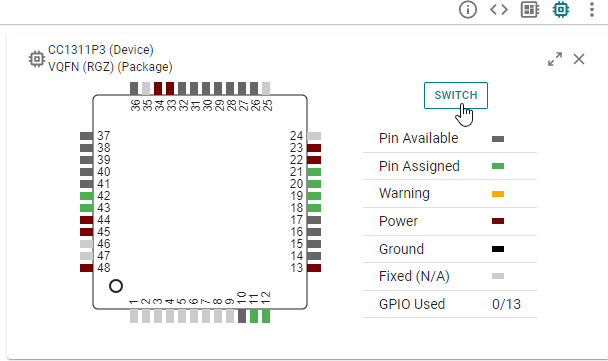 CC1311P3 (Device)
VQFN (RGZ) (Package)
36 35 34 33 32 31 30 29 28 27 26 25
37
38
39
40
41
42
43
44
45
46
47
48
24
23
22
21
20
19
18
17
16
15
14
13
1 2 3 4 5 6 7 8 9 10 11 12
SWITCH
Pin Available
Pin Assigned
Warning
Power
Ground
Fixed (N/A)
GPIO Used 0/13